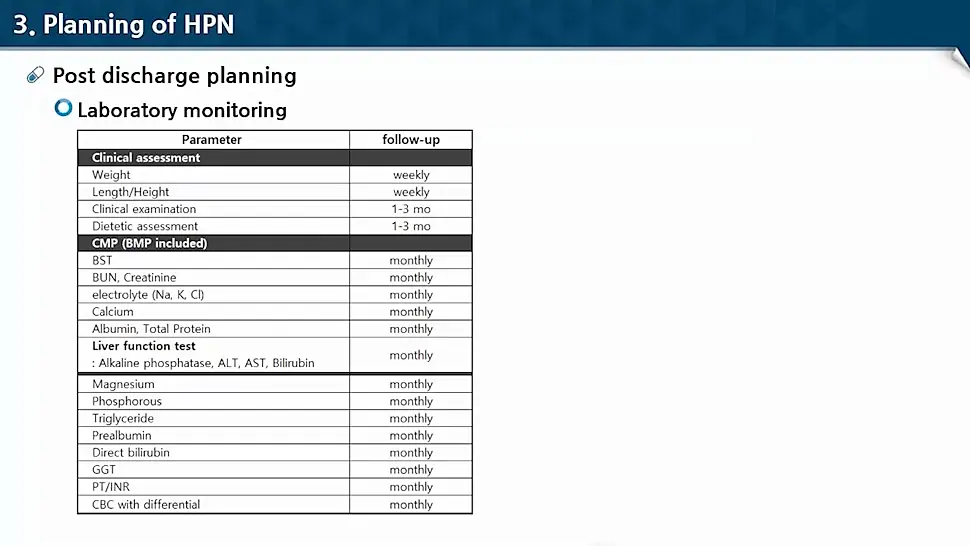 3. Planning of HPN
Post discharge planning
Laboratory monitoring
Parameter follow-up
Clinical assessment
Weight weekly
Length/Height weekly
Clinical examination 1-3 mo
Dietetic assessment 1-3 mo
CMP (BMP included)
BST monthly
BUN, Creatinine monthly
electrolyte (Na, K, Cl) monthly
Calcium monthly
Albumin, Total Protein monthly
Liver function test
: Alkaline phosphatase, ALT, AST, Bilirubin monthly
Magnesium monthly
Phosphorous monthly
Triglyceride monthly
Prealbumin monthly
Direct bilirubin monthly
GGT monthly
PT/INR monthly
CBC with differential monthly